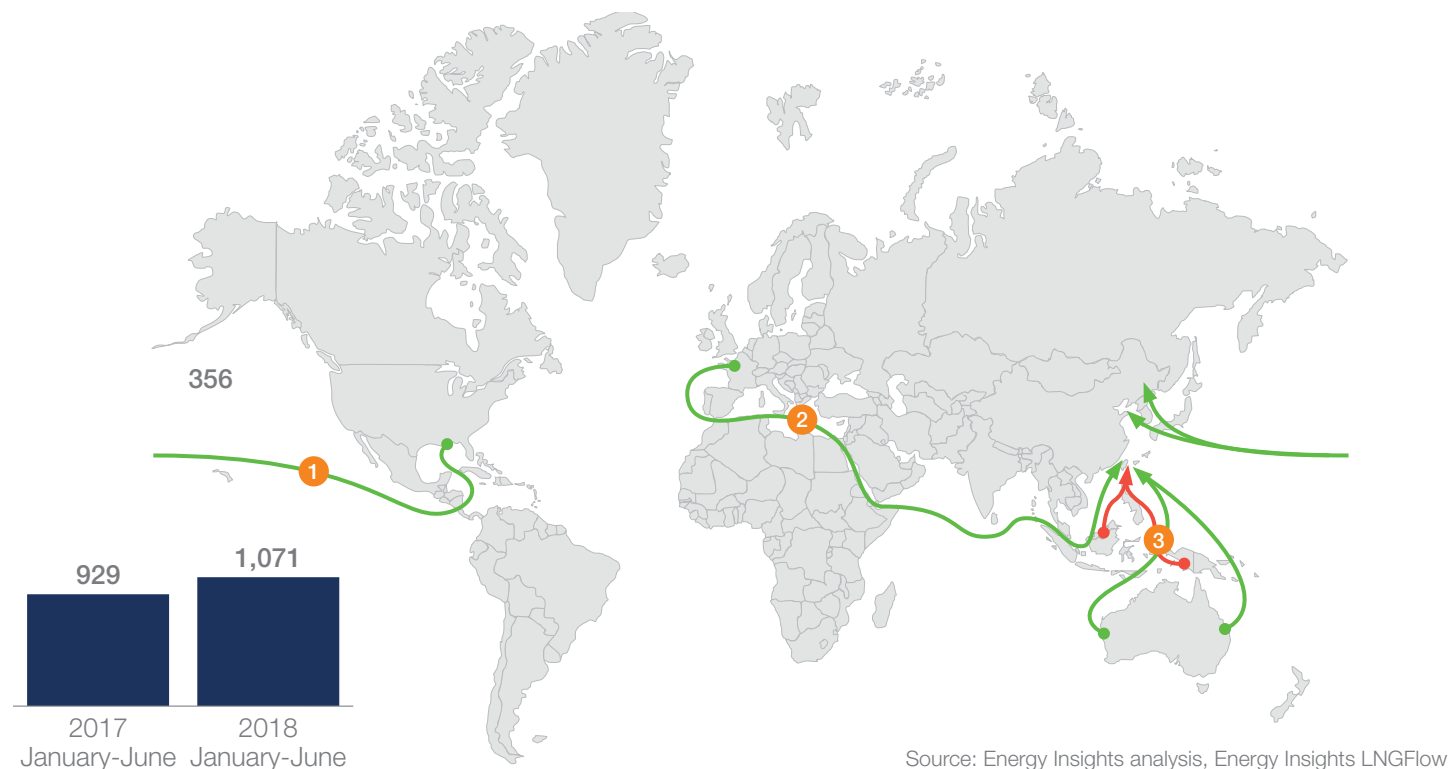 356
1
2
3
929
1,071
2017
January-June
2018
January-June
Source: Energy Insights analysis, Energy Insights LNGFlow